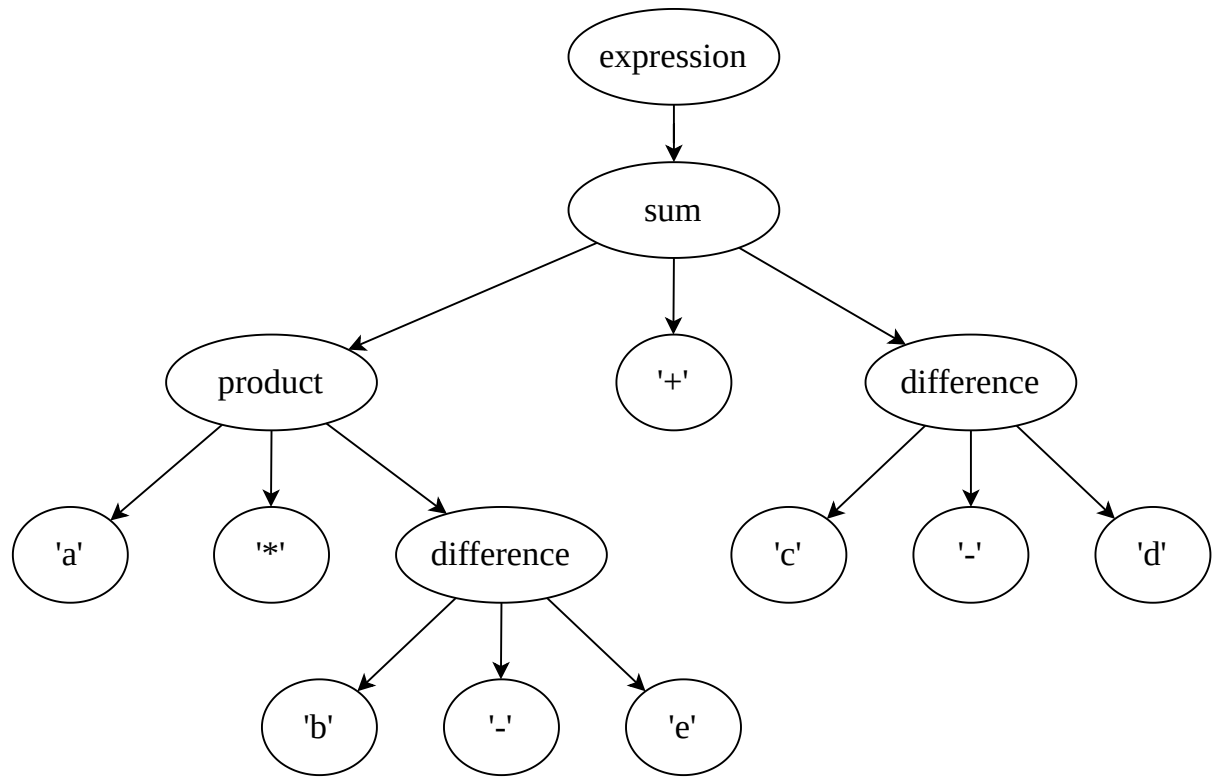 expression
sum
product
'+'
difference
'a'
'*'
difference
'c'
'-'
'd'
'b'
'-'
'e'